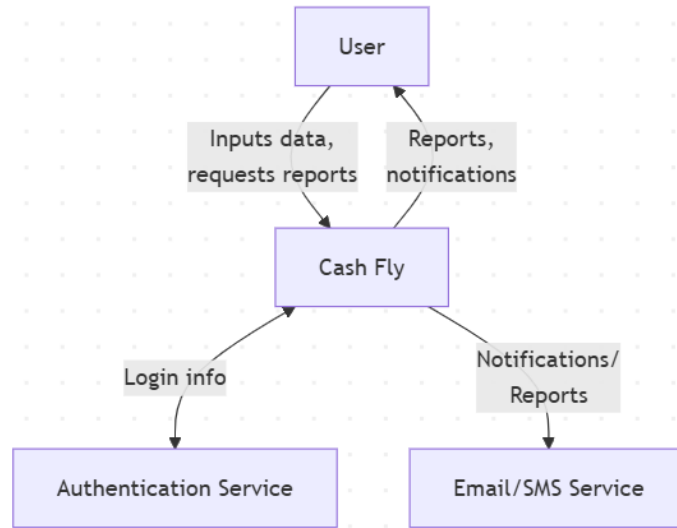 User
Inputs data,
requests reports
Reports,
notifications
Cash Fly
Login info
Notifications/
Reports
Authentication Service
Email/SMS Service